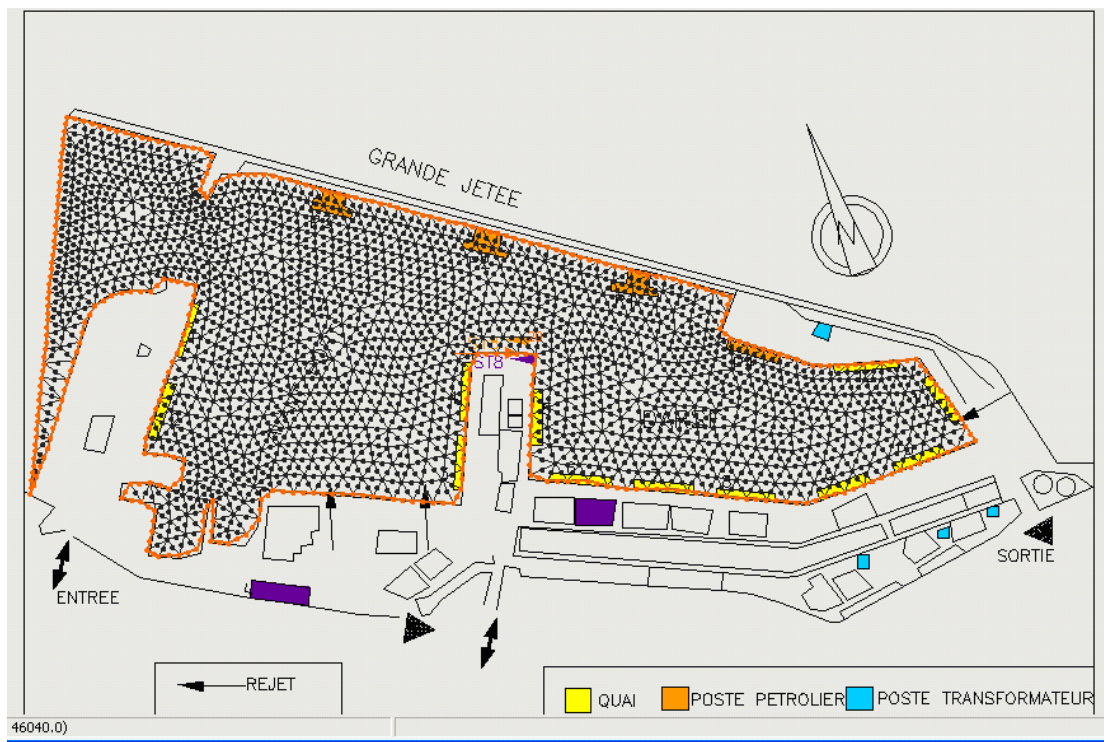 GRANDE JETEE
N
ST8
ENTREE
SORTIE
REJET
QUAI
POSTE PETROLIER
POSTE TRANSFORMATEUR
46040.0)